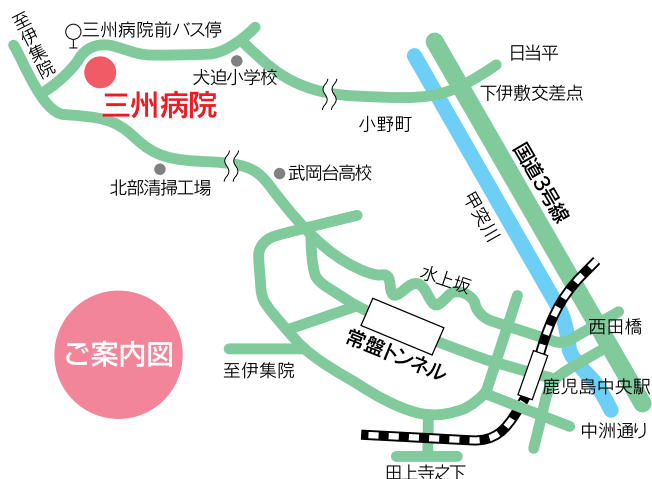 至伊集院
三州病院前バス停
日当平
犬迫小学校
下伊敷交差点
三州病院
小野町
国道3号線
武岡台高校
北部清掃工場
甲突川
水上坂
西田橋
常盤トンネル
ご案内図
至伊集院
鹿児島中央駅
中洲通り
田上寺之下